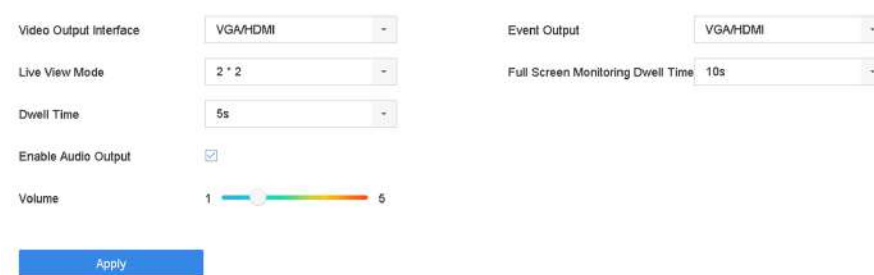 Video Output Interface VGA/HDMI Event Output VGA/HDMI
Live View Mode 2 * 2 Full Screen Monitoring Dwell Time 10s
Dwell Time 5s
Enable Audio Output
Volume 1 5
Apply